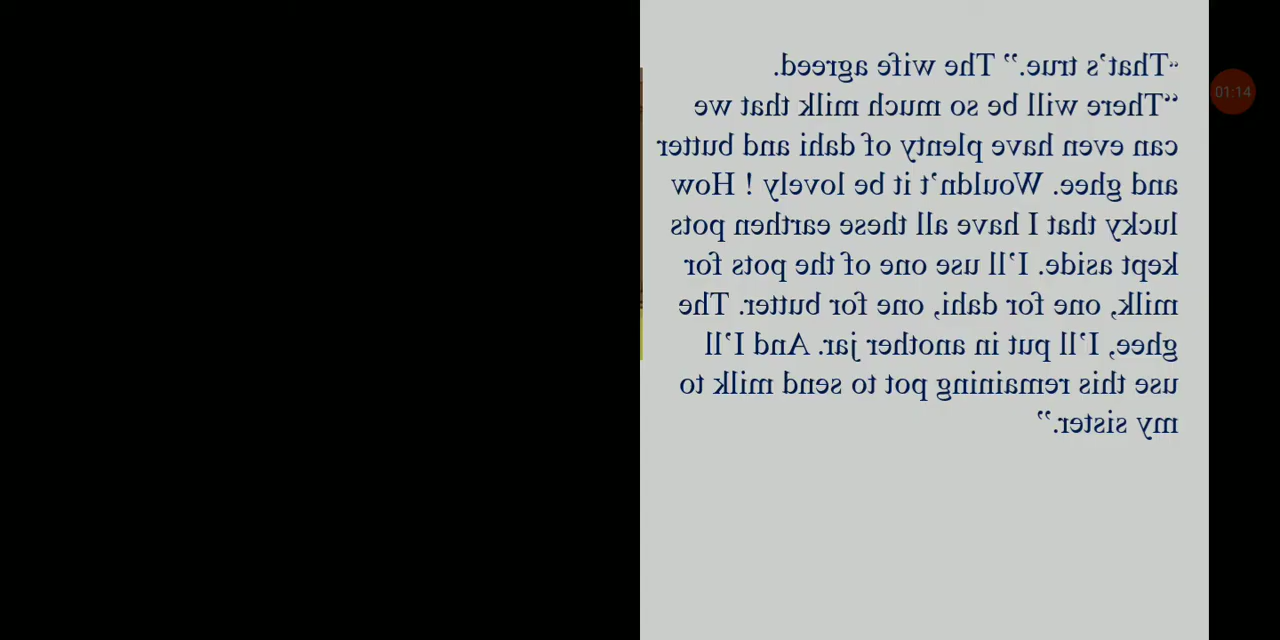 “That’s true.” The wife agreed.
“There will be so much milk that we
can even have plenty of dahi and butter
and ghee. Wouldn’t it be lovely ! How
lucky that I have all these earthen pots
kept aside. I’ll use one of the pots for
milk, one for dahi, one for butter. The
ghee, I’ll put in another jar. And I’ll
use this remaining pot to send milk to
my sister.”
01:14